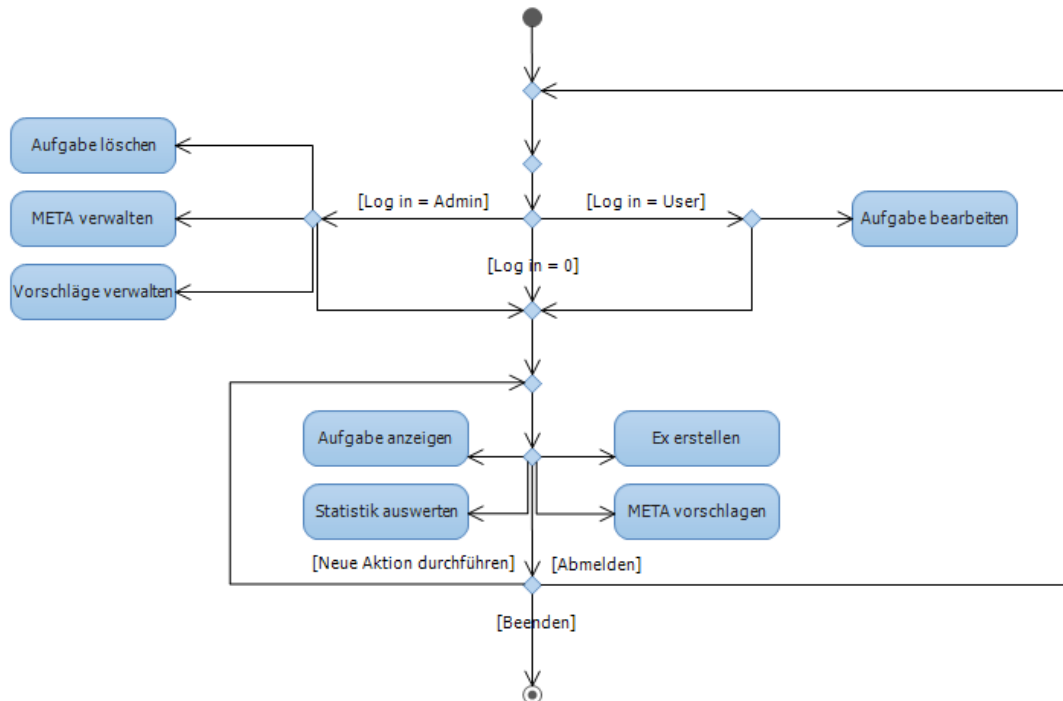 Aufgabe löschen
[Log in = Admin]
[Log in = User]
META verwalten
Aufgabe bearbeiten
[Log in = 0]
Vorschläge verwalten
Aufgabe anzeigen
Ex erstellen
Statistik auswerten
META vorschlagen
[Neue Aktion durchführen]
[Abmelden]
[Beenden]